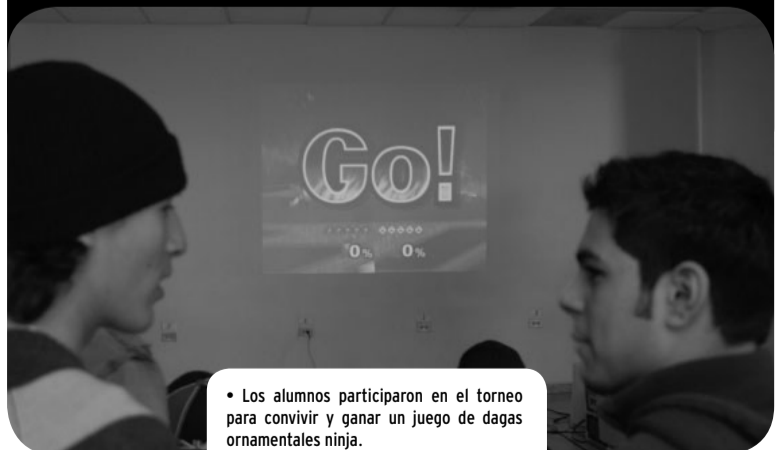 Go!
0% 0%
• Los alumnos participaron en el torneo
para convivir y ganar un juego de dagas
ornamentales ninja.